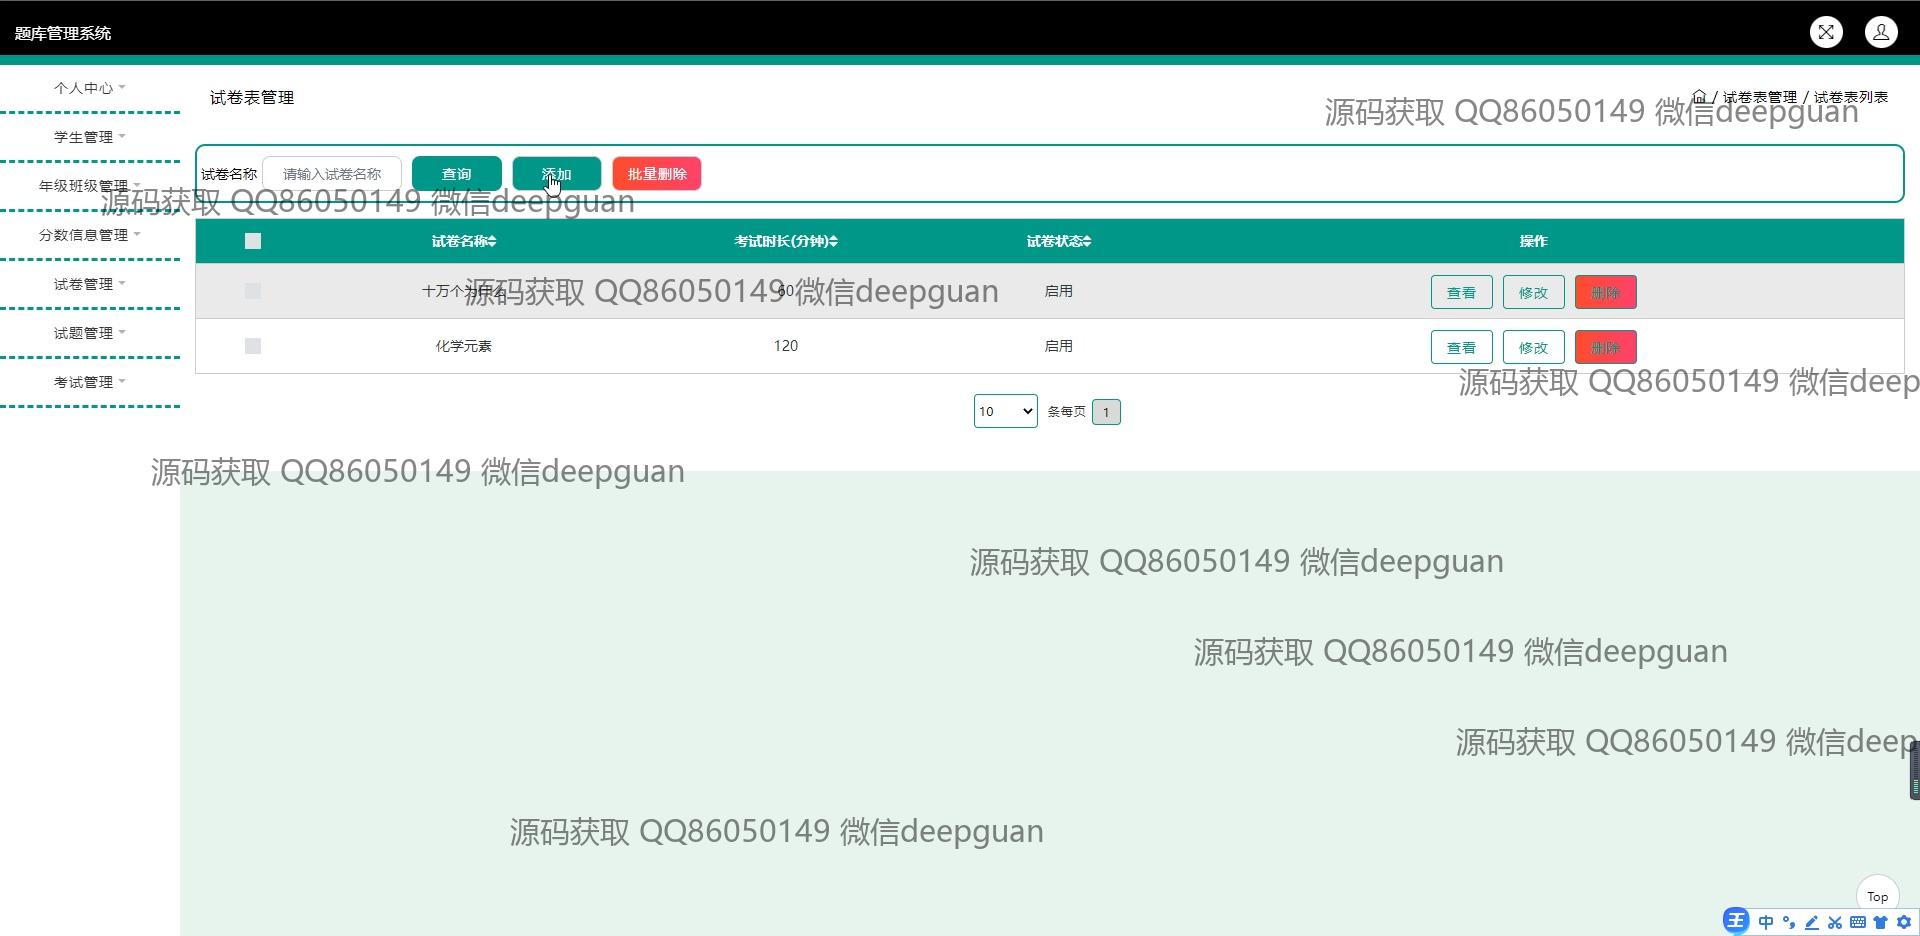 题库管理系统
个人中心
学生管理
年级班级管理
分数信息管理
试卷管理
试题管理
考试管理
试卷表管理
/ 试卷表管理 / 试卷表列表
试卷名称 请输入试卷名称 查询 添加 批量删除
试卷名称 考试时长(分钟) 试卷状态 操作
十万个为什么 60 启用 查看 修改 删除
化学元素 120 启用 查看 修改 删除
10 条每页 1
源码获取 QQ86050149 微信deepguan
源码获取 QQ86050149 微信deepguan
源码获取 QQ86050149 微信deepguan
源码获取 QQ86050149 微信deep
源码获取 QQ86050149 微信deepguan
源码获取 QQ86050149 微信deepguan
源码获取 QQ86050149 微信deepguan
源码获取 QQ86050149 微信deep
源码获取 QQ86050149 微信deepguan
Top
王 中